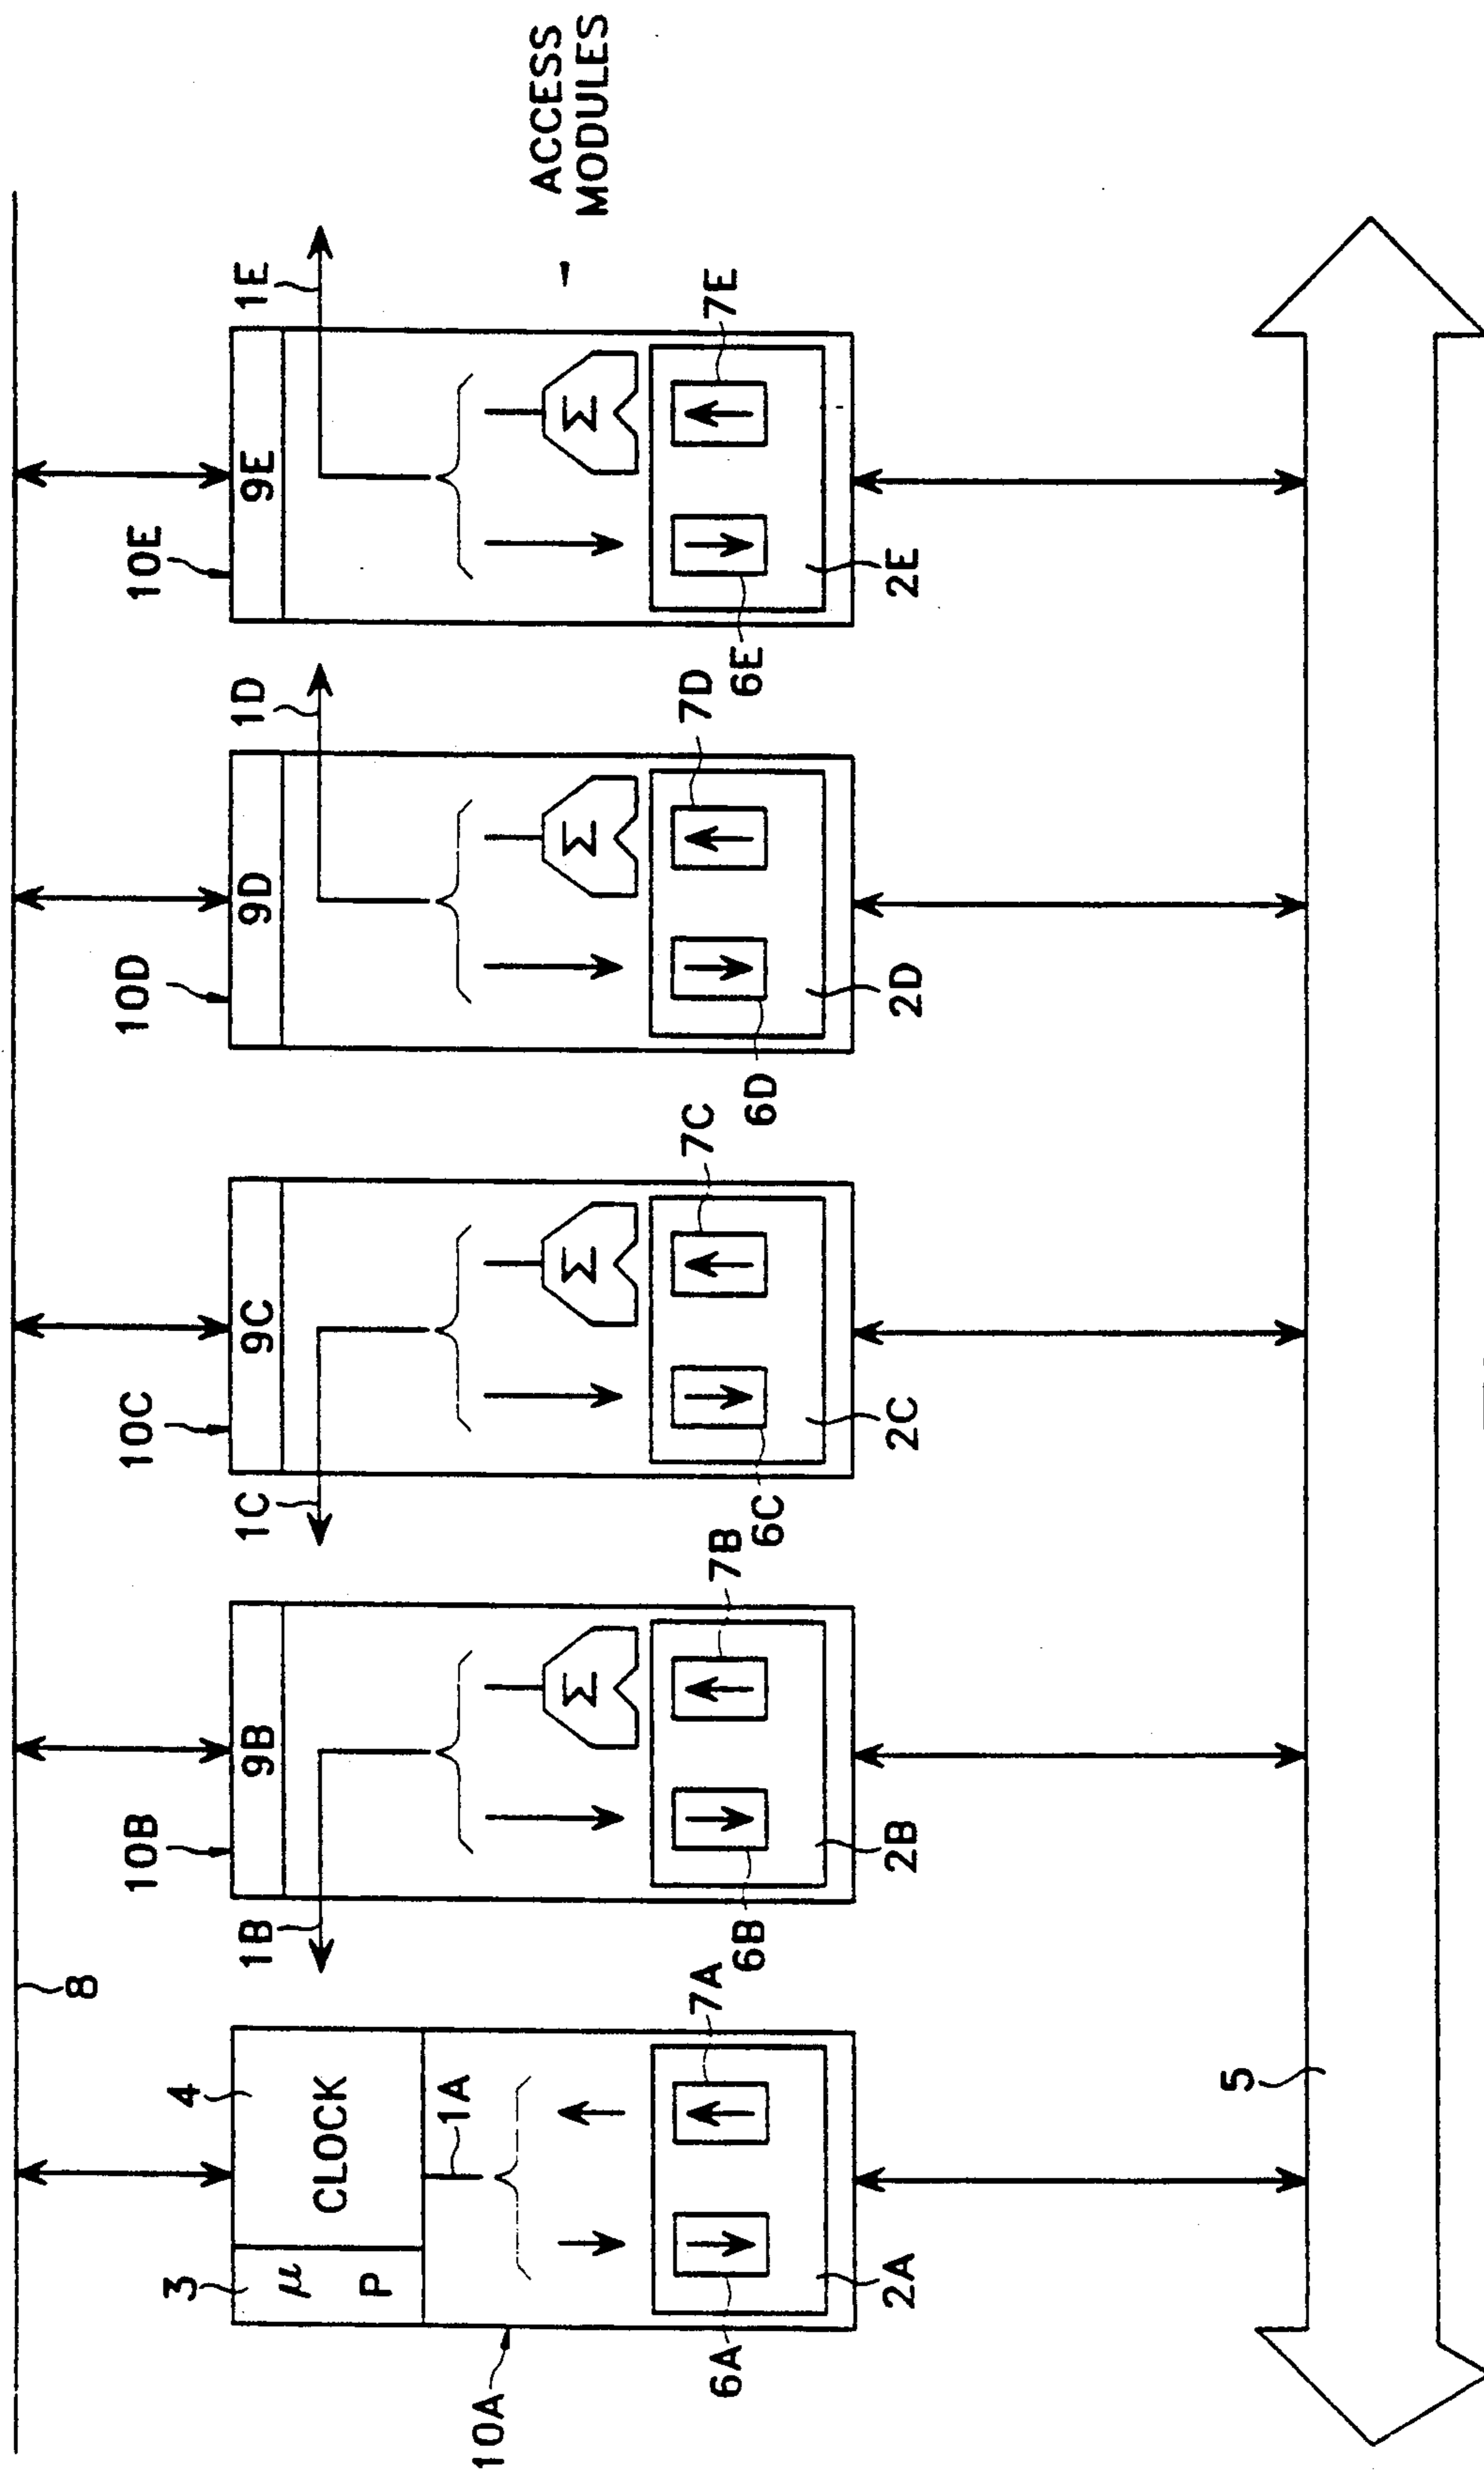 8
10A
3
μ
P
4
CLOCK
1A
6A
7A
2A
10B
9B
1B
6B
7B
2B
10C
9C
1C
6C
7C
2C
10D
9D
1D
6D
7D
2D
10E
9E
1E
6E
7E
2E
Σ
Σ
Σ
Σ
ACCESS
MODULES
5